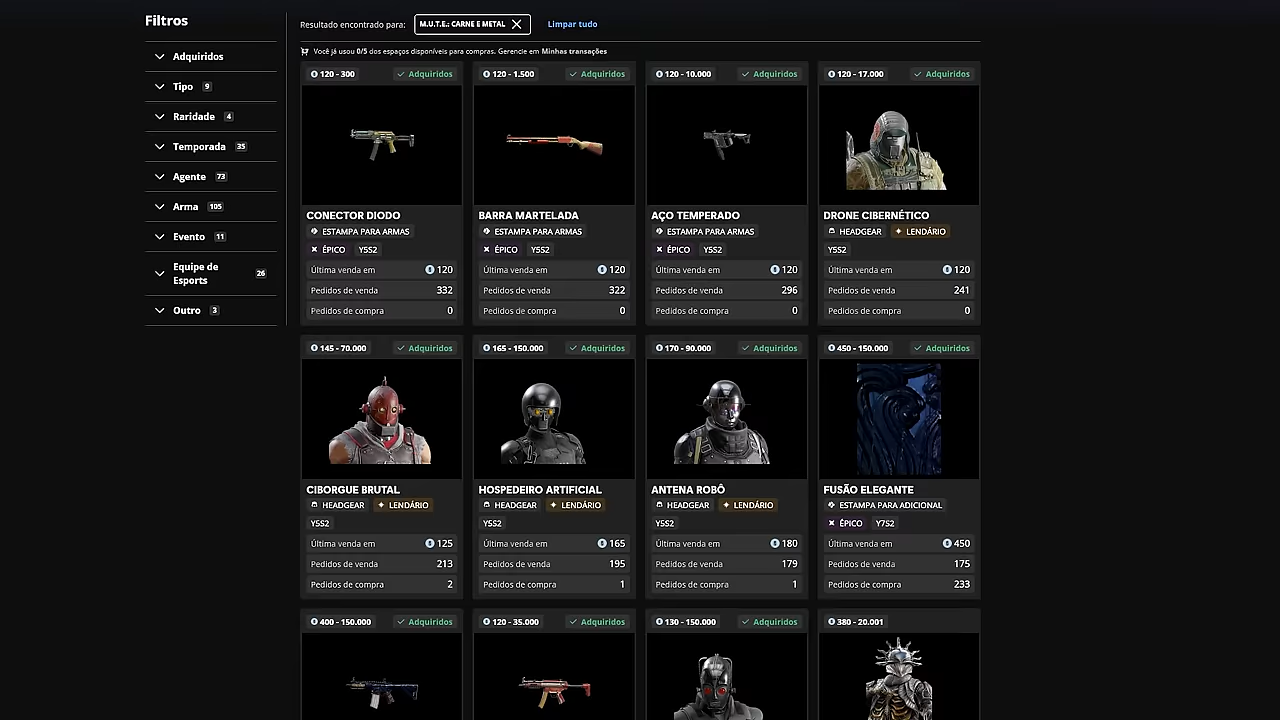 Filtros
Adquiridos
Tipo 9
Raridade 4
Temporada 35
Agente 73
Arma 105
Evento 11
Equipe de
Esports 26
Outro 3
Resultado encontrado para: M.U.T.E.: CARNE E METAL Limpar tudo
Você já usou 0/5 dos espaços disponíveis para compras. Gerencie em Minhas transações
120 - 300 Adquiridos
CONECTOR DIODO
ESTAMPA PARA ARMAS
ÉPICO Y5S2
Última venda em 120
Pedidos de venda 332
Pedidos de compra 0
120 - 1.500 Adquiridos
BARRA MARTELADA
ESTAMPA PARA ARMAS
ÉPICO Y5S2
Última venda em 120
Pedidos de venda 322
Pedidos de compra 0
120 - 10.000 Adquiridos
AÇO TEMPERADO
ESTAMPA PARA ARMAS
ÉPICO Y5S2
Última venda em 120
Pedidos de venda 296
Pedidos de compra 0
120 - 17.000 Adquiridos
DRONE CIBERNÉTICO
HEADGEAR LENDÁRIO
Y5S2
Última venda em 120
Pedidos de venda 241
Pedidos de compra 0
145 - 70.000 Adquiridos
CIBORGUE BRUTAL
HEADGEAR LENDÁRIO
Y5S2
Última venda em 125
Pedidos de venda 213
Pedidos de compra 2
165 - 150.000 Adquiridos
HOSPEDEIRO ARTIFICIAL
HEADGEAR LENDÁRIO
Y5S2
Última venda em 165
Pedidos de venda 195
Pedidos de compra 1
170 - 90.000 Adquiridos
ANTENA ROBÔ
HEADGEAR LENDÁRIO
Y5S2
Última venda em 180
Pedidos de venda 179
Pedidos de compra 1
450 - 150.000 Adquiridos
FUSÃO ELEGANTE
ESTAMPA PARA ADICIONAL
ÉPICO Y7S2
Última venda em 450
Pedidos de venda 175
Pedidos de compra 233
400 - 150.000 Adquiridos
120 - 35.000 Adquiridos
130 - 150.000 Adquiridos
380 - 20.001